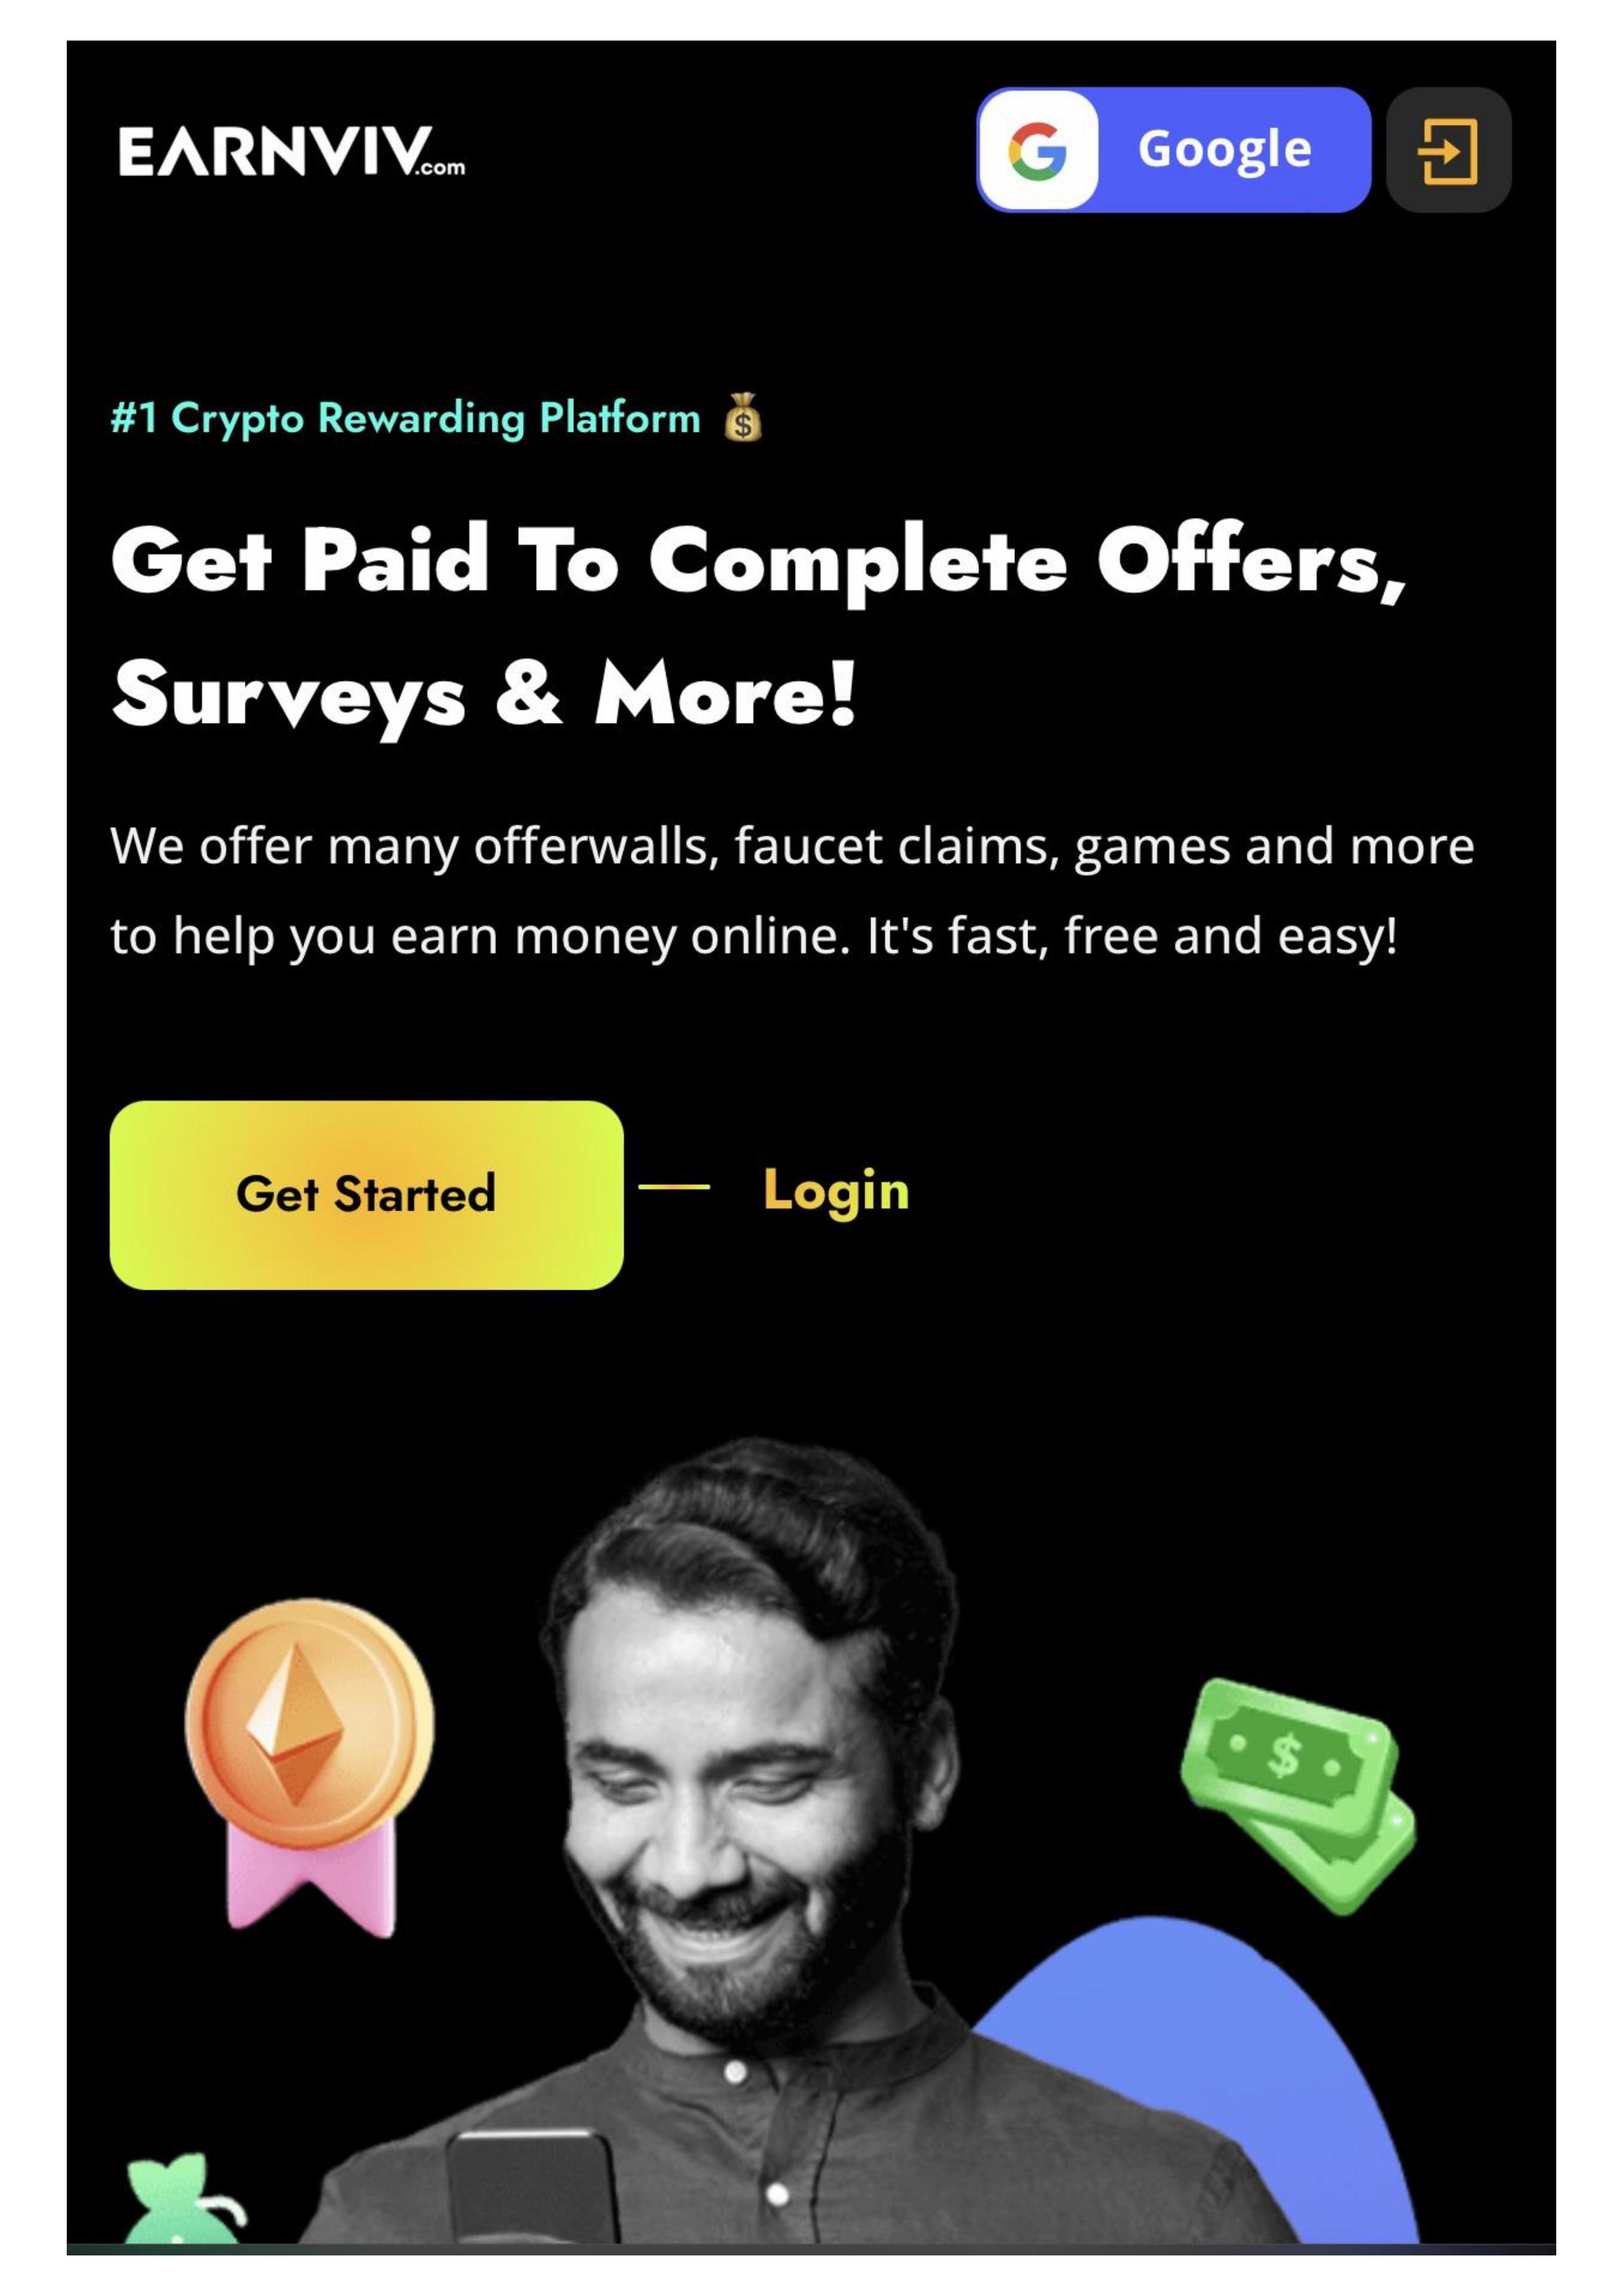 EARNVIV.com
Google
#1 Crypto Rewarding Platform 💰
Get Paid To Complete Offers,
Surveys & More!
We offer many offerwalls, faucet claims, games and more
to help you earn money online. It's fast, free and easy!
Get Started
Login